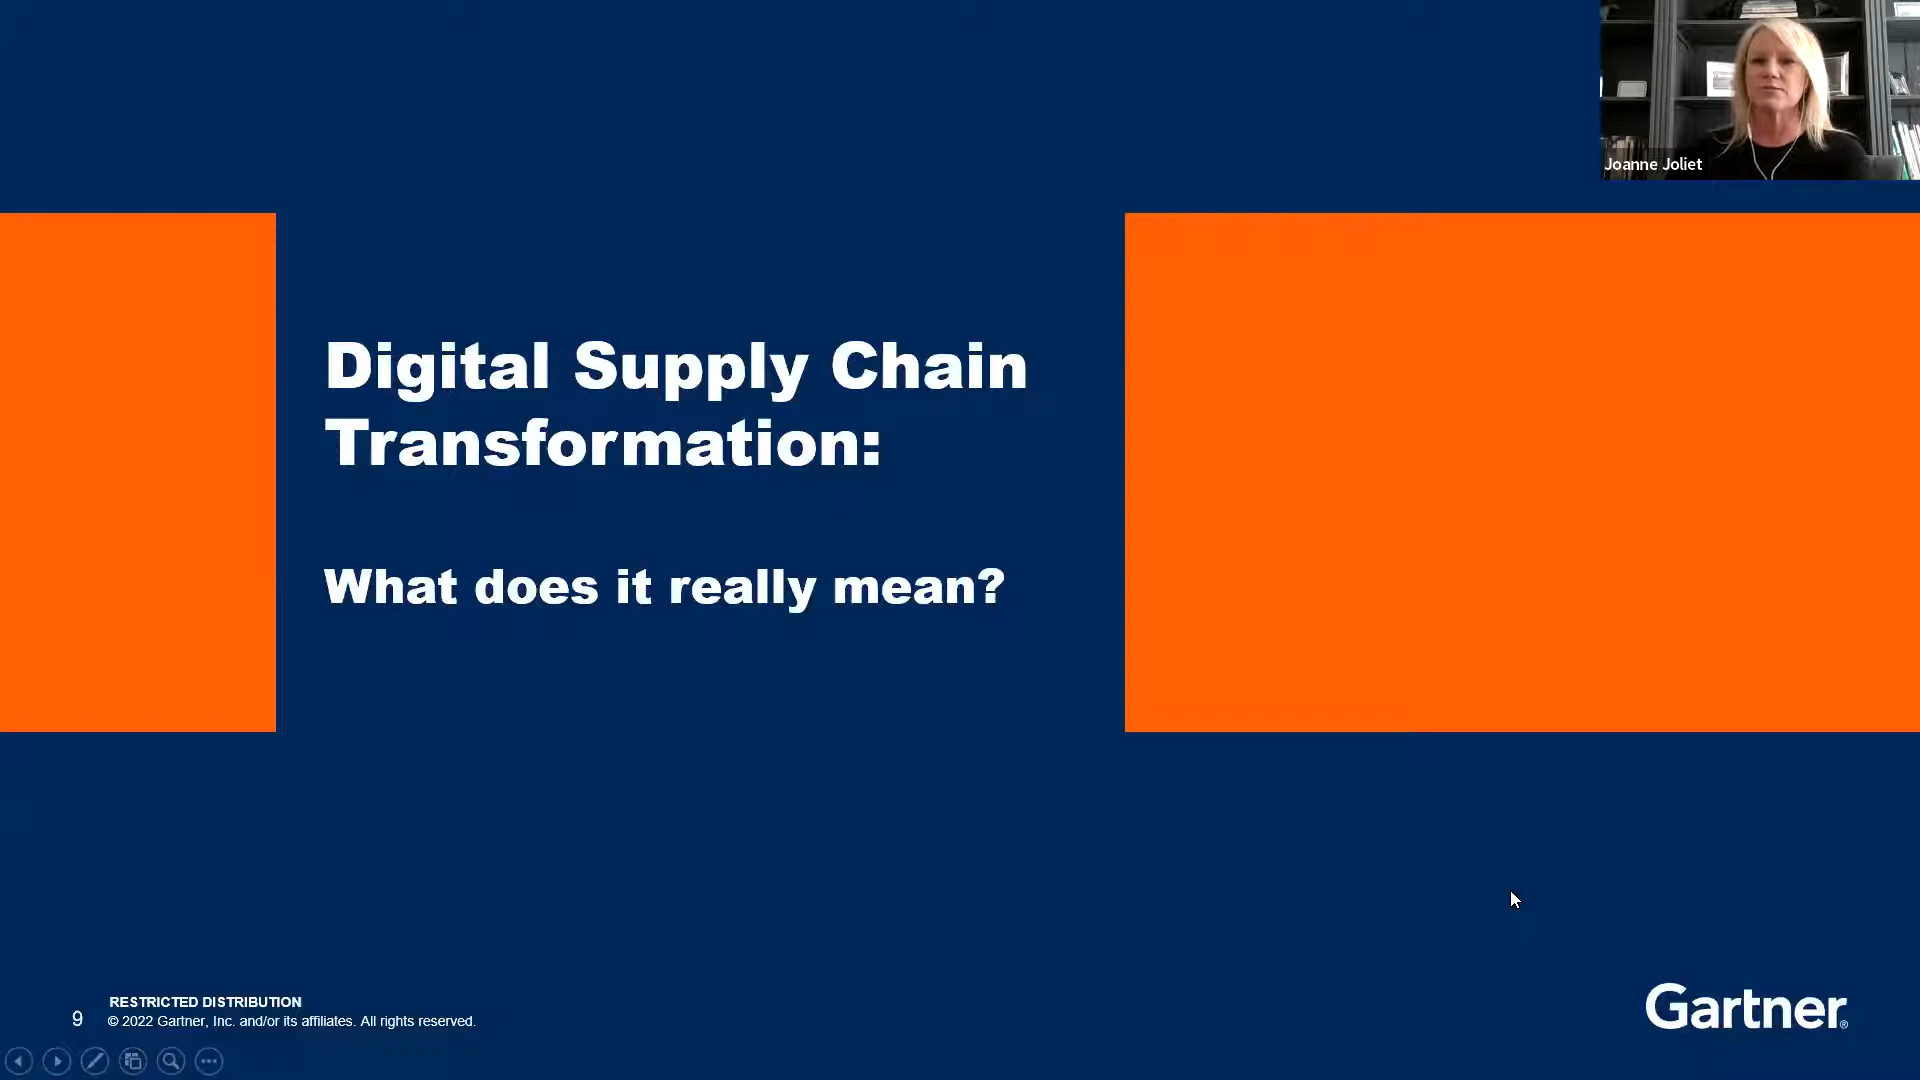 Joanne Joliet
Digital Supply Chain
Transformation:
What does it really mean?
RESTRICTED DISTRIBUTION
9
© 2022 Gartner, Inc. and/or its affiliates. All rights reserved.
Gartner®